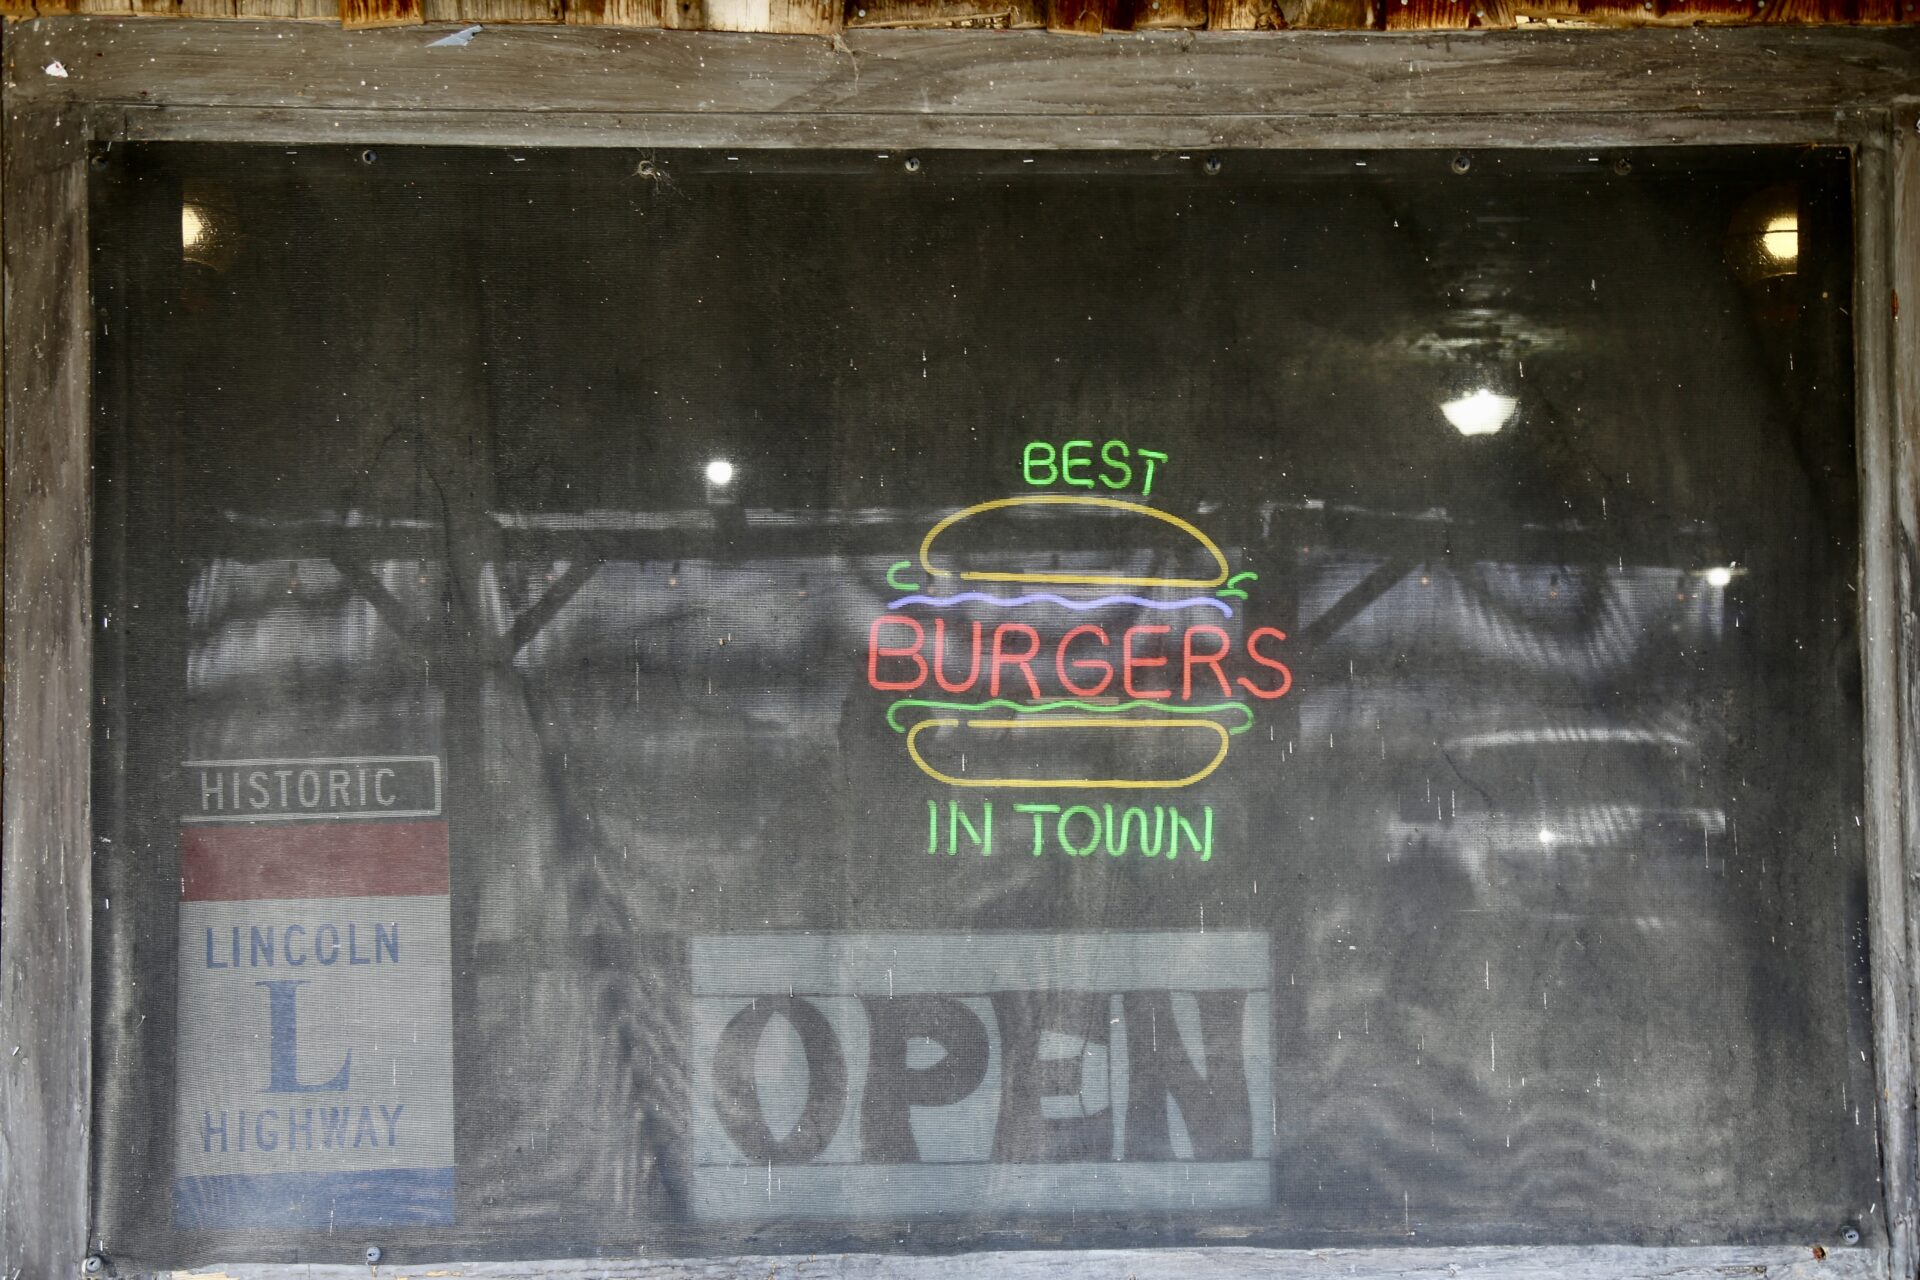 BEST
BURGERS
IN TOWN
HISTORIC
LINCOLN
L
HIGHWAY
OPEN